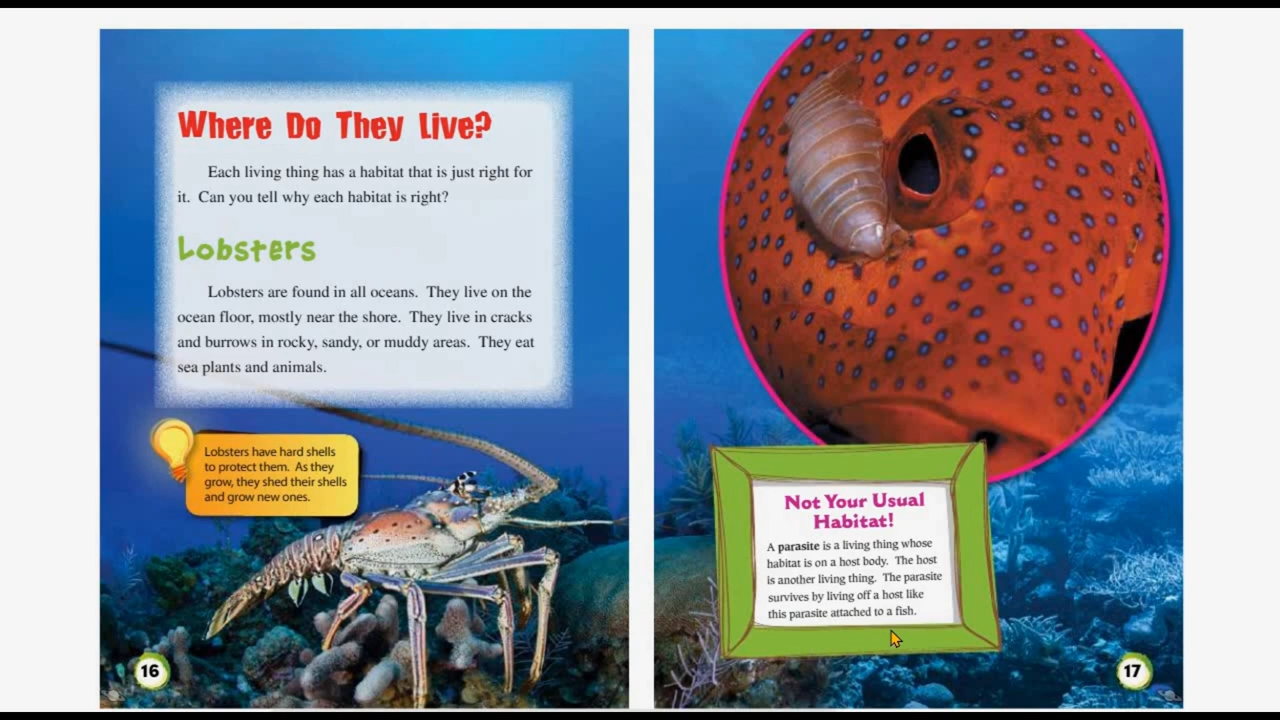 Where Do They Live?
Each living thing has a habitat that is just right for
it. Can you tell why each habitat is right?
Lobsters
Lobsters are found in all oceans. They live on the
ocean floor, mostly near the shore. They live in cracks
and burrows in rocky, sandy, or muddy areas. They eat
sea plants and animals.
Lobsters have hard shells
to protect them. As they
grow, they shed their shells
and grow new ones.
16
Not Your Usual
Habitat!
A parasite is a living thing whose
habitat is on a host body. The host
is another living thing. The parasite
survives by living off a host like
this parasite attached to a fish.
17